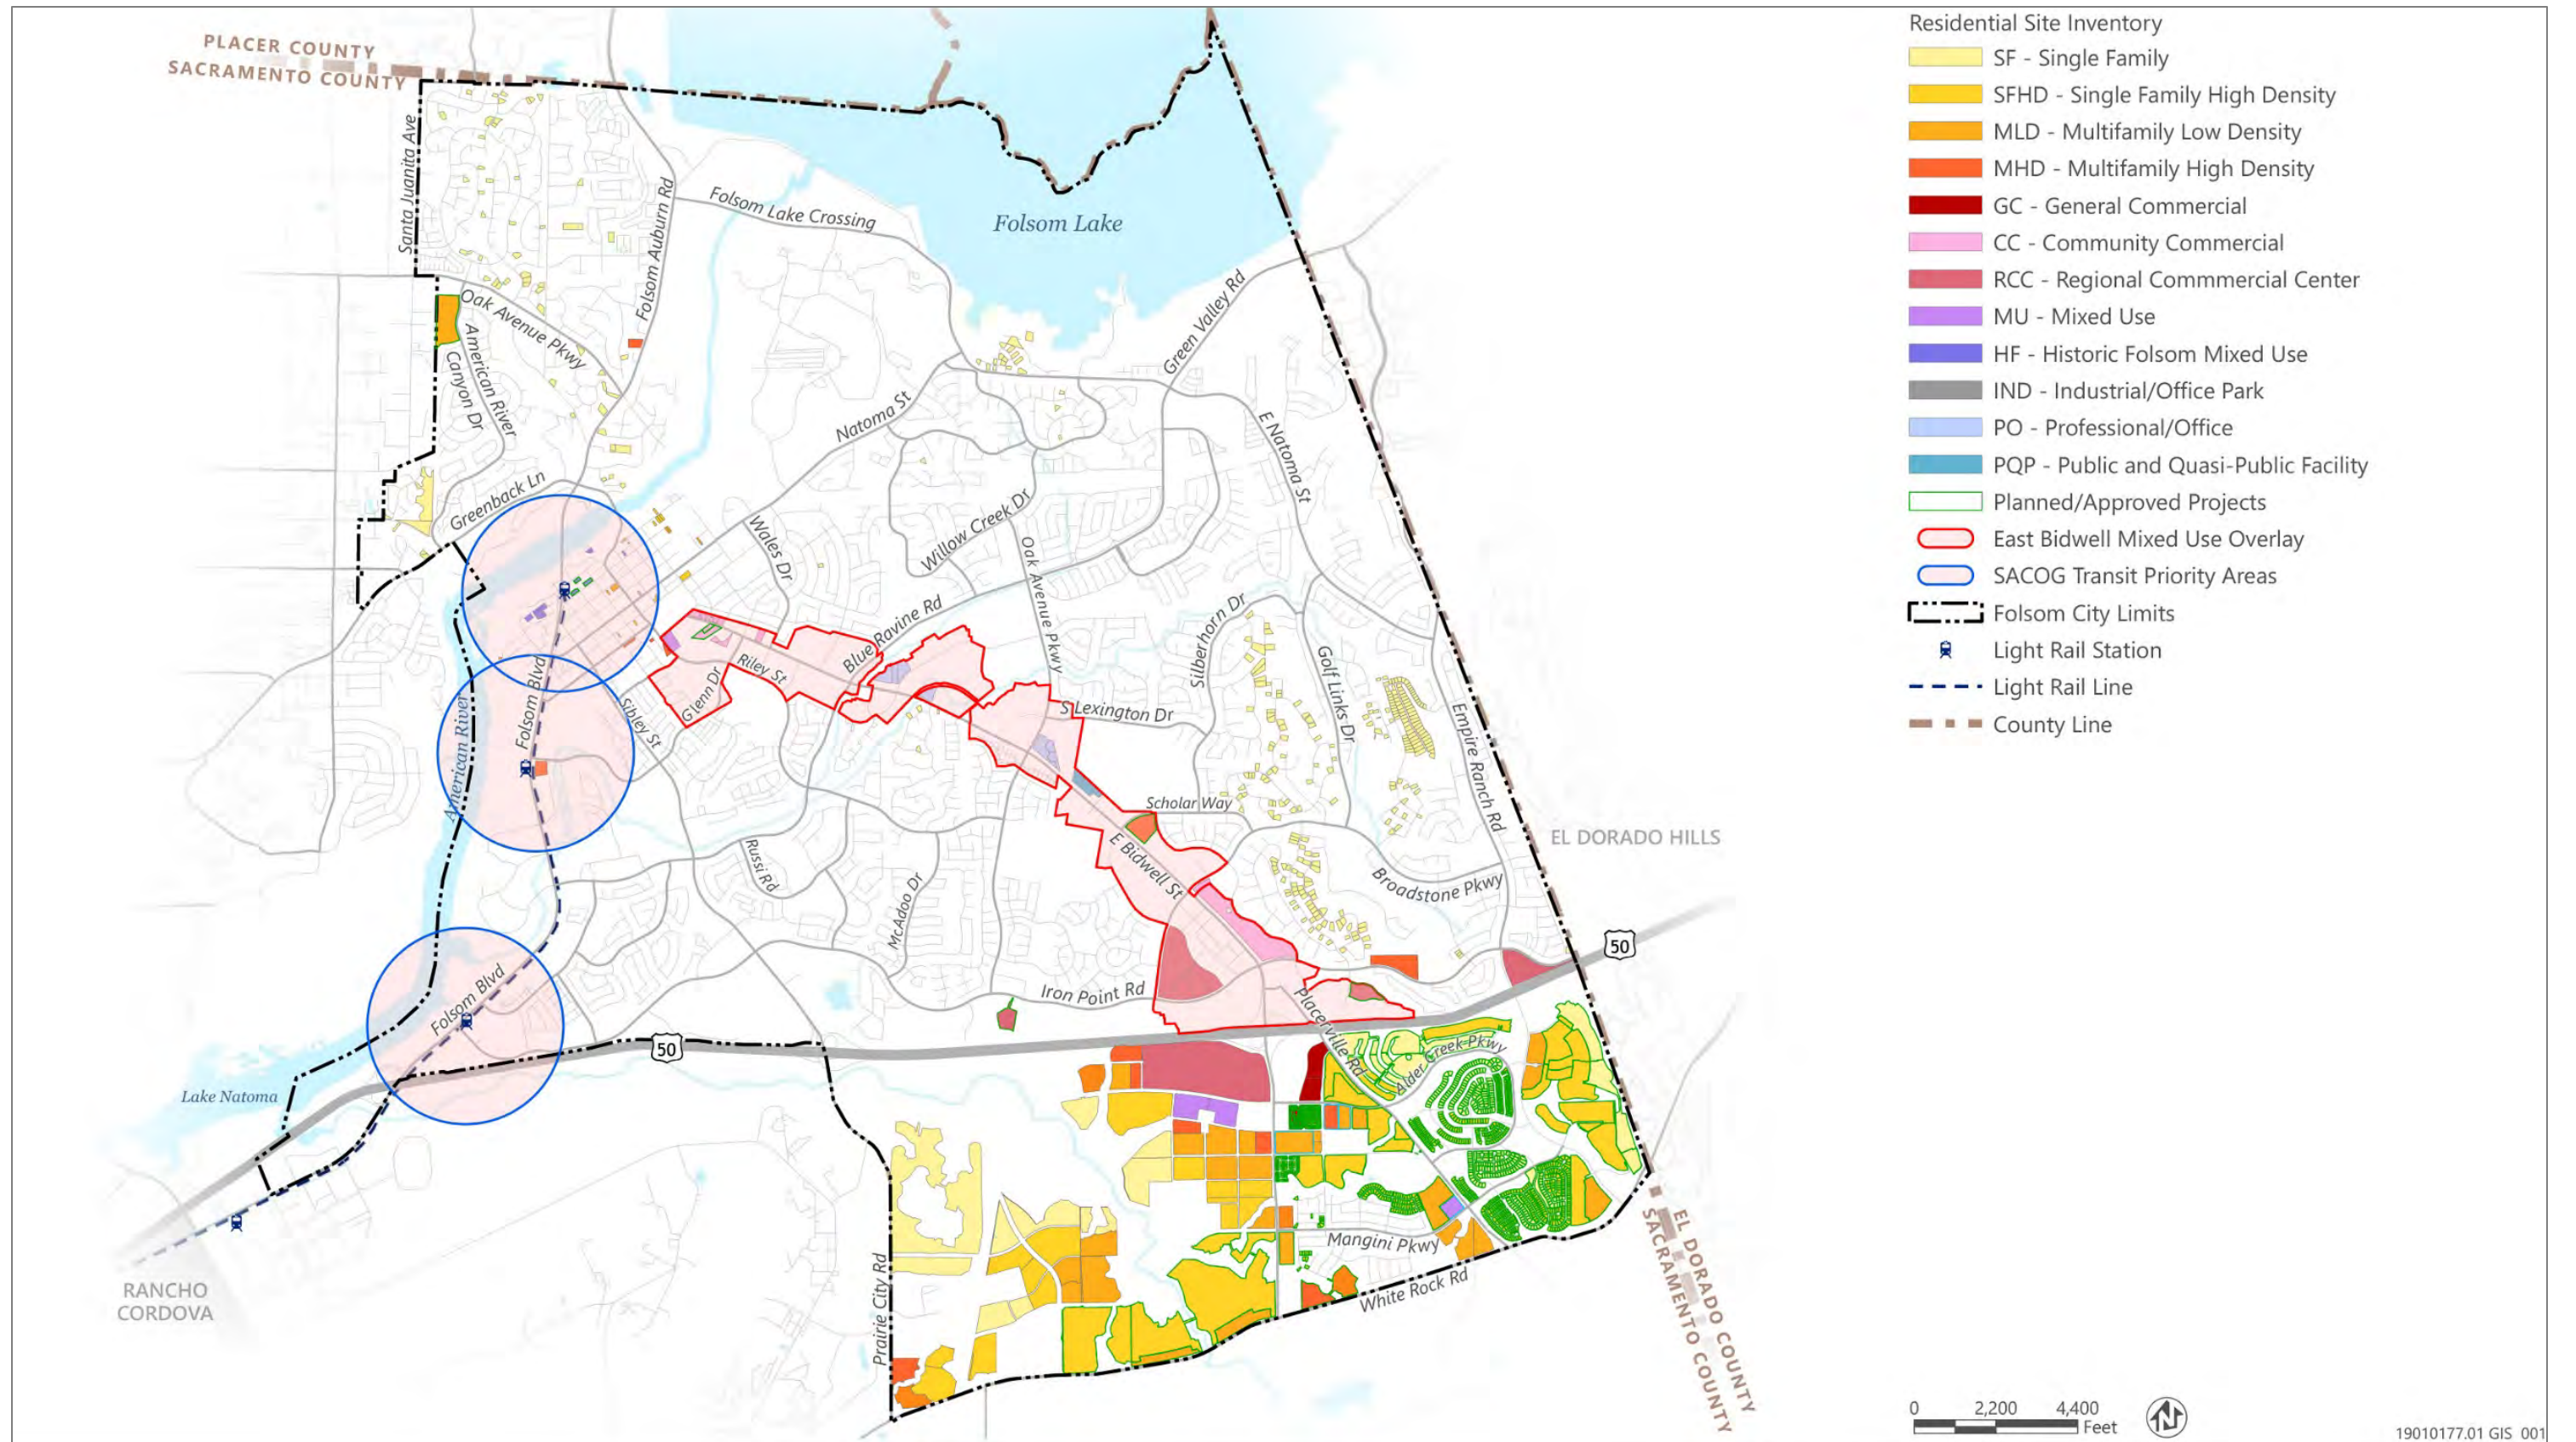 PLACER COUNTY
SACRAMENTO COUNTY
Santa Juanita Ave
Folsom Auburn Rd
Folsom Lake Crossing
Folsom Lake
Green Valley Rd
Oak Avenue Pkwy
American River
Canyon Dr
Natoma St
E Natoma St
Greenback Ln
Wales Dr
Willow Creek Dr
Oak Avenue Pkwy
Blue Ravine Rd
Silberhorn Dr
Golf Links Dr
Empire Ranch Rd
Riley St
Glenn Dr
Sibley St
Folsom Blvd
American River
S Lexington Dr
Scholar Way
E Bidwell St
Broadstone Pkwy
EL DORADO HILLS
Russi Rd
McAdoo Dr
50
Folsom Blvd
Iron Point Rd
Placerville Rd
50
Alder Creek Pkwy
Lake Natoma
Mangini Pkwy
White Rock Rd
Prairie City Rd
RANCHO
CORDOVA
EL DORADO COUNTY
SACRAMENTO COUNTY
Residential Site Inventory
SF - Single Family
SFHD - Single Family High Density
MLD - Multifamily Low Density
MHD - Multifamily High Density
GC - General Commercial
CC - Community Commercial
RCC - Regional Commmercial Center
MU - Mixed Use
HF - Historic Folsom Mixed Use
IND - Industrial/Office Park
PO - Professional/Office
PQP - Public and Quasi-Public Facility
Planned/Approved Projects
East Bidwell Mixed Use Overlay
SACOG Transit Priority Areas
Folsom City Limits
Light Rail Station
Light Rail Line
County Line
0 2,200 4,400
Feet
N
19010177.01 GIS 001